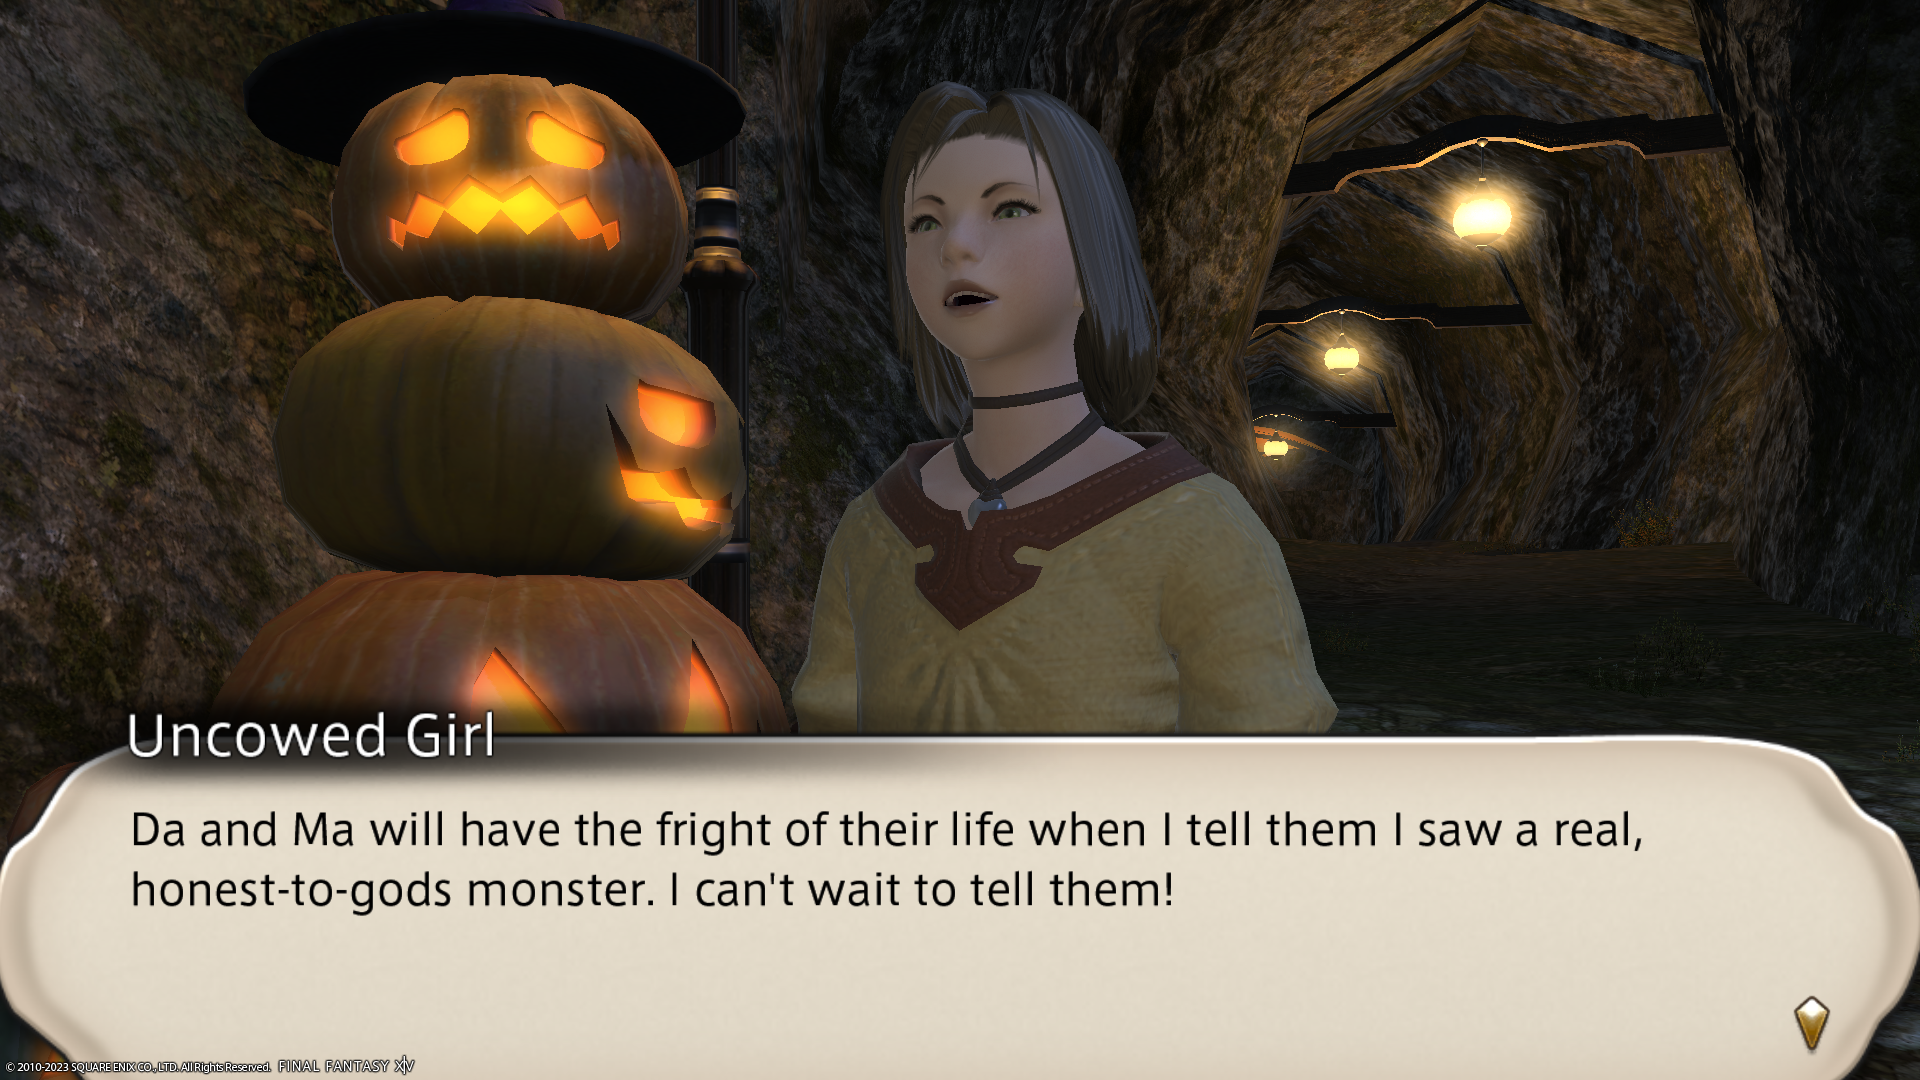 Uncowed Girl
Da and Ma will have the fright of their life when I tell them I saw a real,
honest-to-gods monster. I can't wait to tell them!
© 2010-2023 SQUARE ENIX CO., LTD. All Rights Reserved. FINAL FANTASY XIV